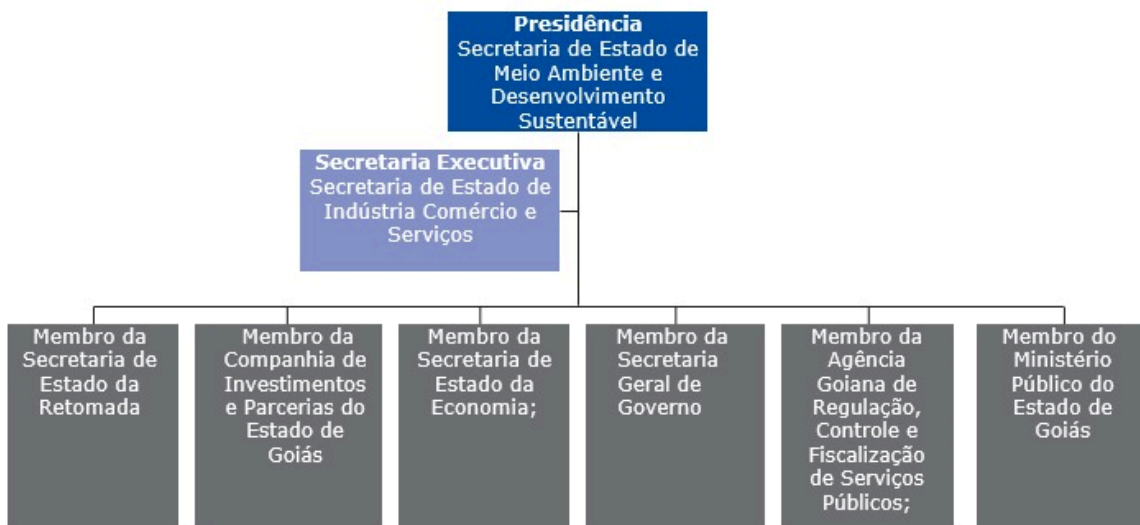 Presidência
Secretaria de Estado de
Meio Ambiente e
Desenvolvimento
Sustentável
Secretaria Executiva
Secretaria de Estado de
Indústria Comércio e
Serviços
Membro da
Secretaria de
Estado da
Retomada
Membro da
Companhia de
Investimentos
e Parcerias do
Estado de
Goiás
Membro da
Secretaria de
Estado da
Economia;
Membro da
Secretaria
Geral de
Governo
Membro da
Agência
Goiana de
Regulação,
Controle e
Fiscalização
de Serviços
Públicos;
Membro do
Ministério
Público do
Estado de
Goiás